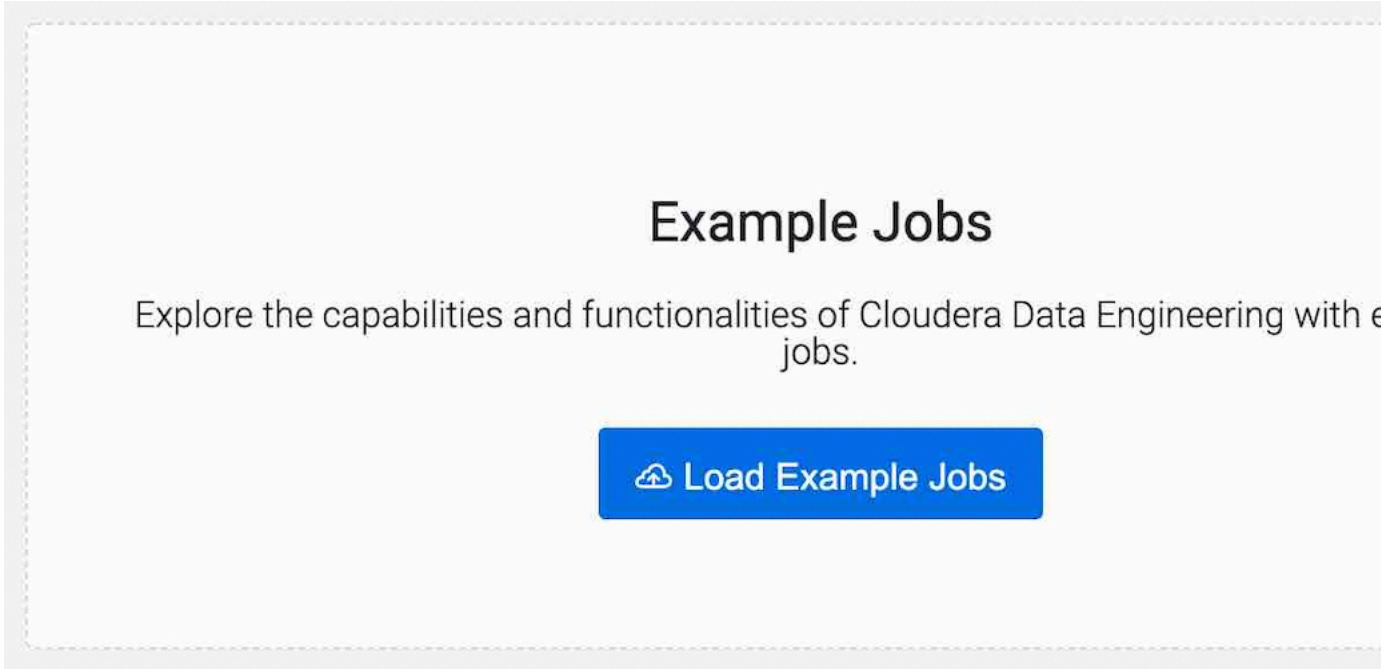 Example Jobs
Explore the capabilities and functionalities of Cloudera Data Engineering with
jobs.
Load Example Jobs